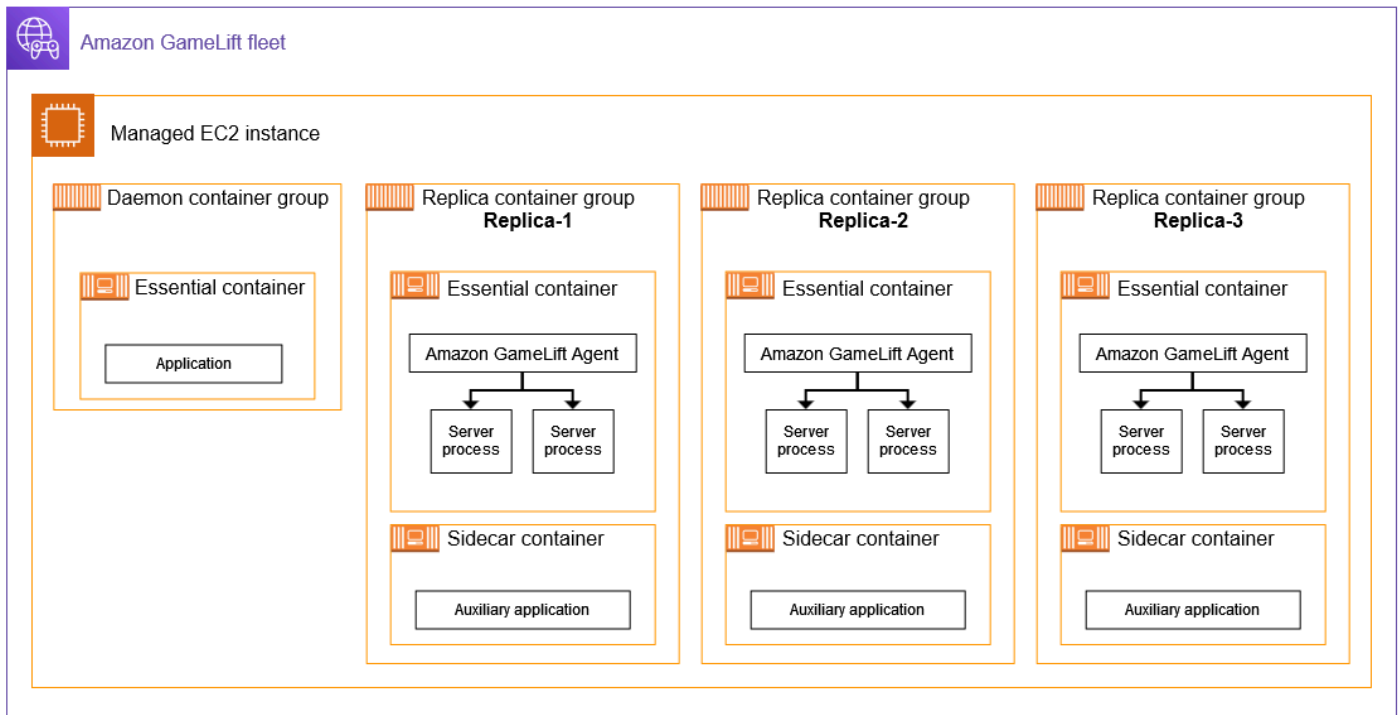 Amazon GameLift fleet
Managed EC2 instance
Daemon container group
Essential container
Application
Replica container group
Replica-1
Essential container
Amazon GameLift Agent
Server
process
Server
process
Sidecar container
Auxiliary application
Replica container group
Replica-2
Essential container
Amazon GameLift Agent
Server
process
Server
process
Sidecar container
Auxiliary application
Replica container group
Replica-3
Essential container
Amazon GameLift Agent
Server
process
Server
process
Sidecar container
Auxiliary application